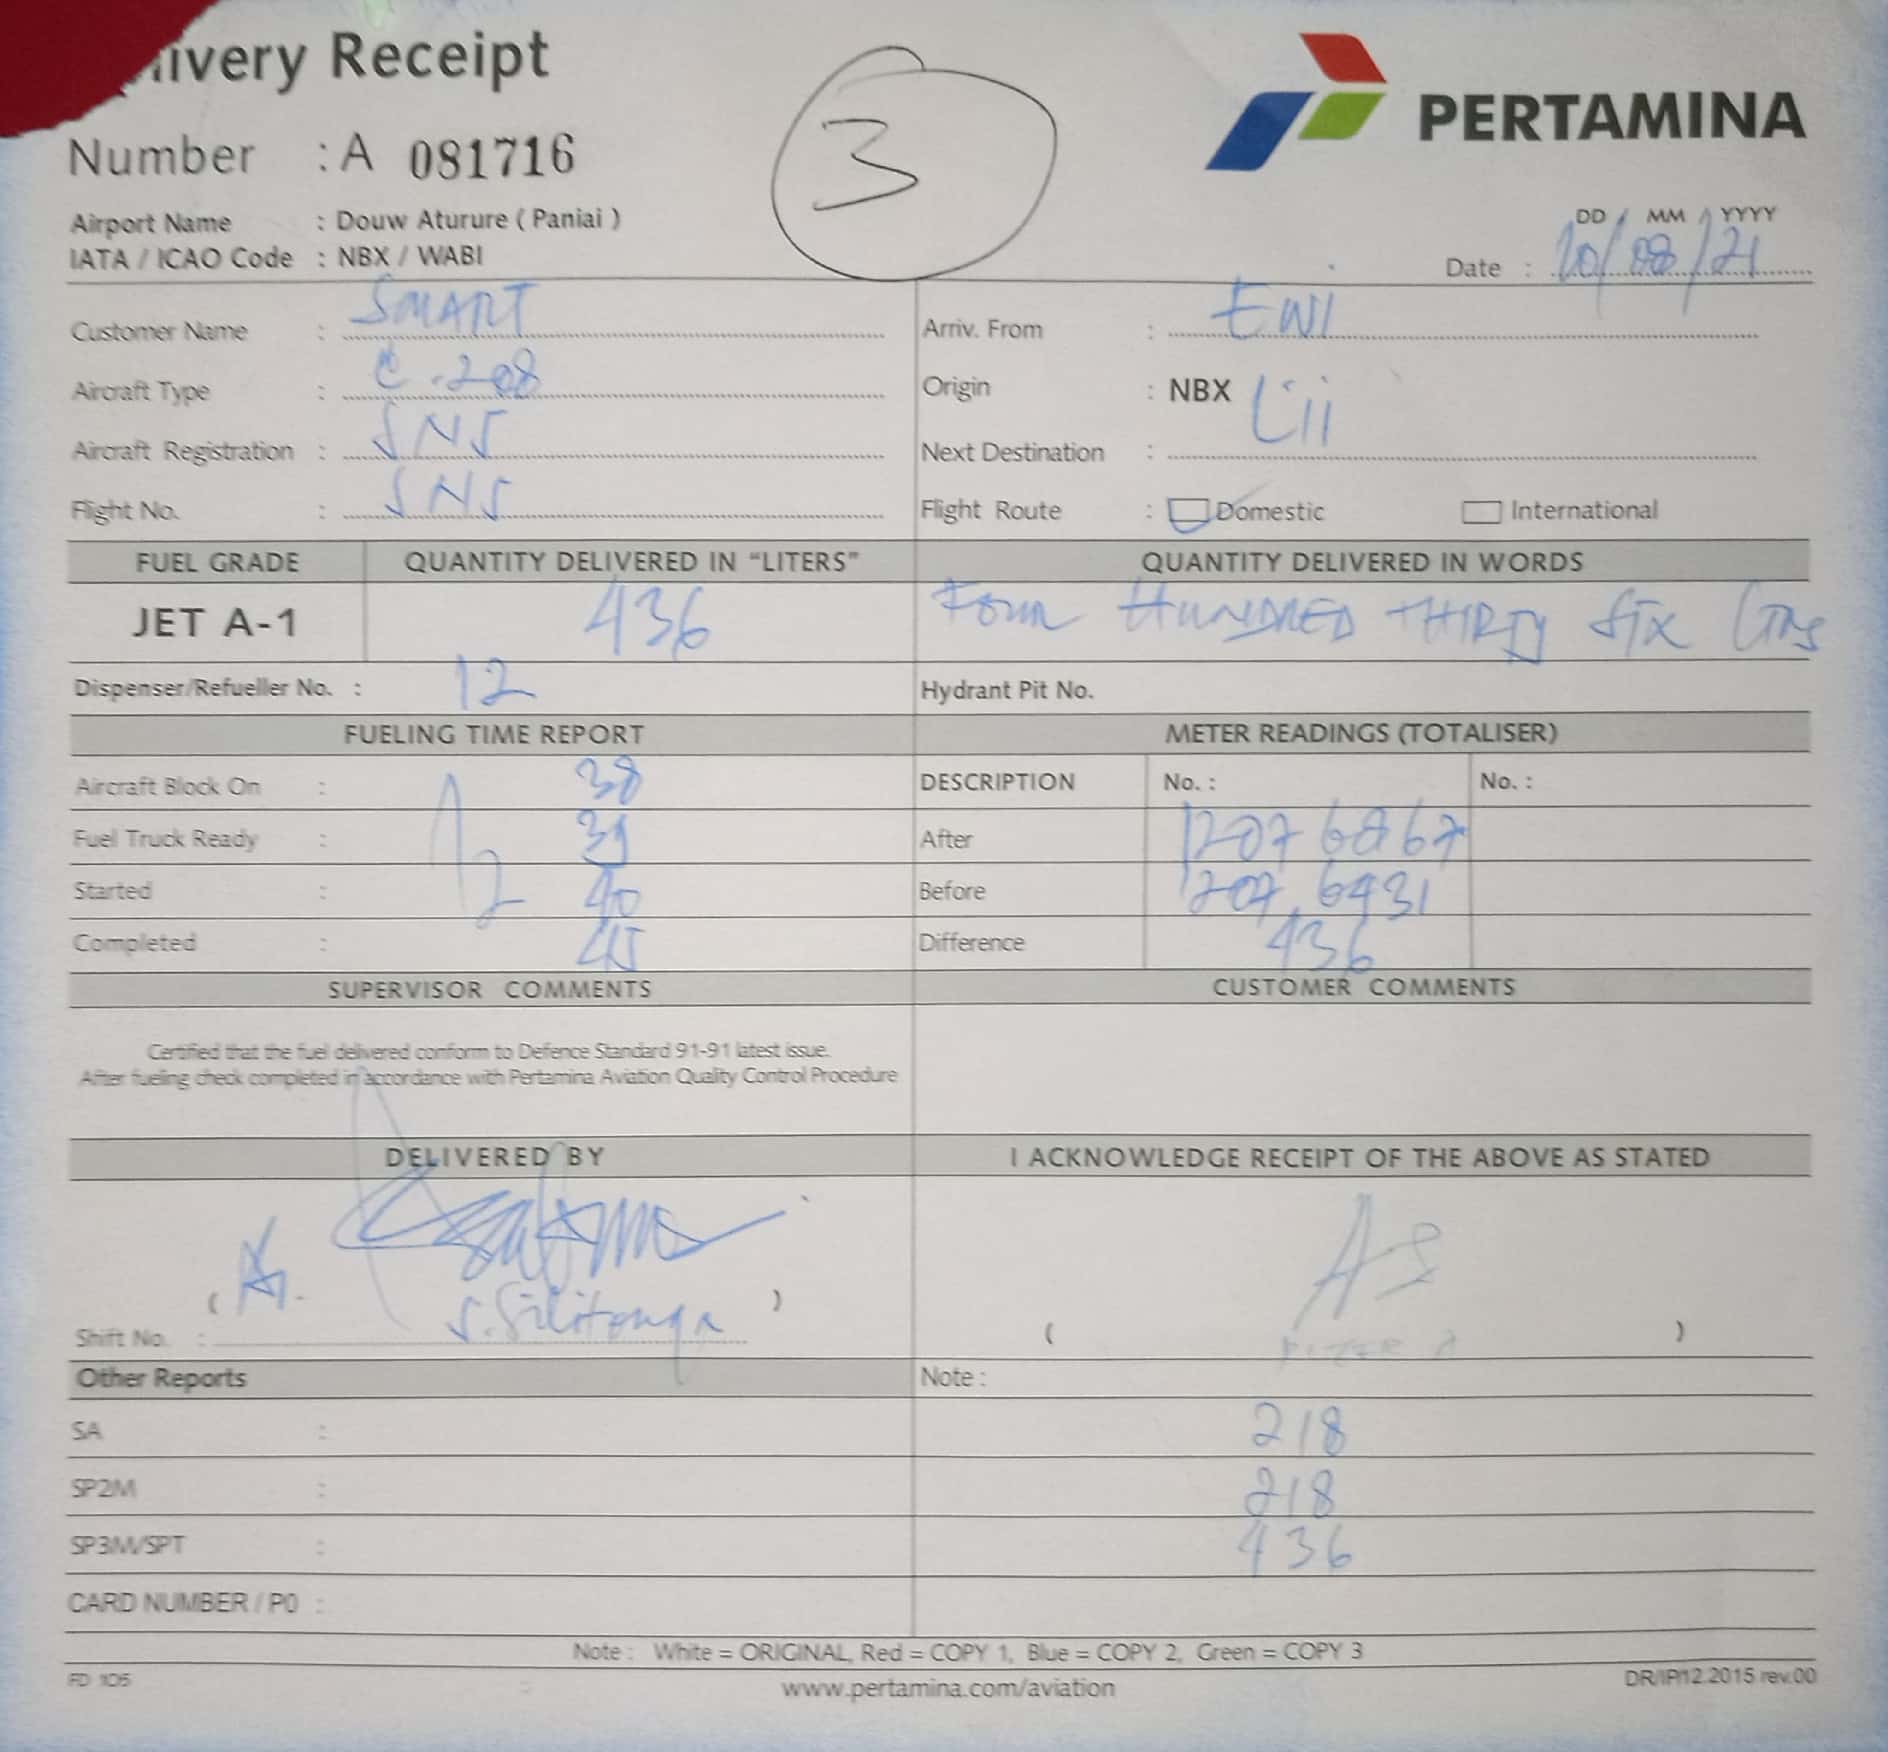 ivery Receipt
3
PERTAMINA
Number : A 081716
Airport Name : Douw Aturure ( Paniai )
IATA / ICAO Code : NBX / WABI
DD / MM / YYYY
Date : 20/08/21
Customer Name : SMART
Arriv. From : EWI
Aircraft Type : C.208
Origin : NBX
Aircraft Registration : SNS
Next Destination : Lii
Flight No. : SNS
Flight Route : Domestic International
FUEL GRADE QUANTITY DELIVERED IN "LITERS" QUANTITY DELIVERED IN WORDS
JET A-1 436 Four HUNDRED THIRTY SIX LTRS
Dispenser/Refueller No. : 12 Hydrant Pit No.
FUELING TIME REPORT METER READINGS (TOTALISER)
Aircraft Block On : 38 DESCRIPTION No. : No. :
Fuel Truck Ready : 39 After 12076867
Started : 12 40 Before 12076431
Completed : 45 Difference 436
SUPERVISOR COMMENTS CUSTOMER COMMENTS
Certified that the fuel delivered conform to Defence Standard 91-91 latest issue.
After fueling check completed in accordance with Pertamina Aviation Quality Control Procedure
DELIVERED BY I ACKNOWLEDGE RECEIPT OF THE ABOVE AS STATED
( S. Silitonga )
Shift No. : ( )
Other Reports Note :
SA : 218
SP2M : 218
SP3M/SPT : 436
CARD NUMBER / P0 :
Note : White = ORIGINAL, Red = COPY 1, Blue = COPY 2, Green = COPY 3
FD 105 www.pertamina.com/aviation DR/IP/12.2015 rev.00